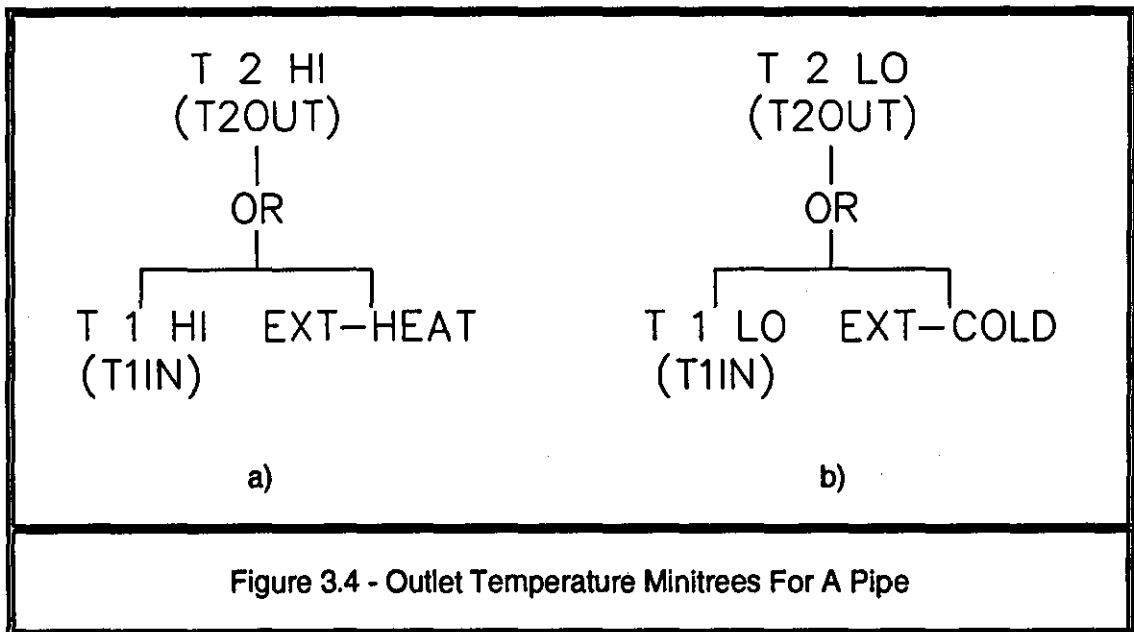 T 2 HI
(T2OUT)
OR
T 1 HI EXT-HEAT
(T1IN)
a)
T 2 LO
(T2OUT)
OR
T 1 LO EXT-COLD
(T1IN)
b)
Figure 3.4 - Outlet Temperature Minitrees For A Pipe